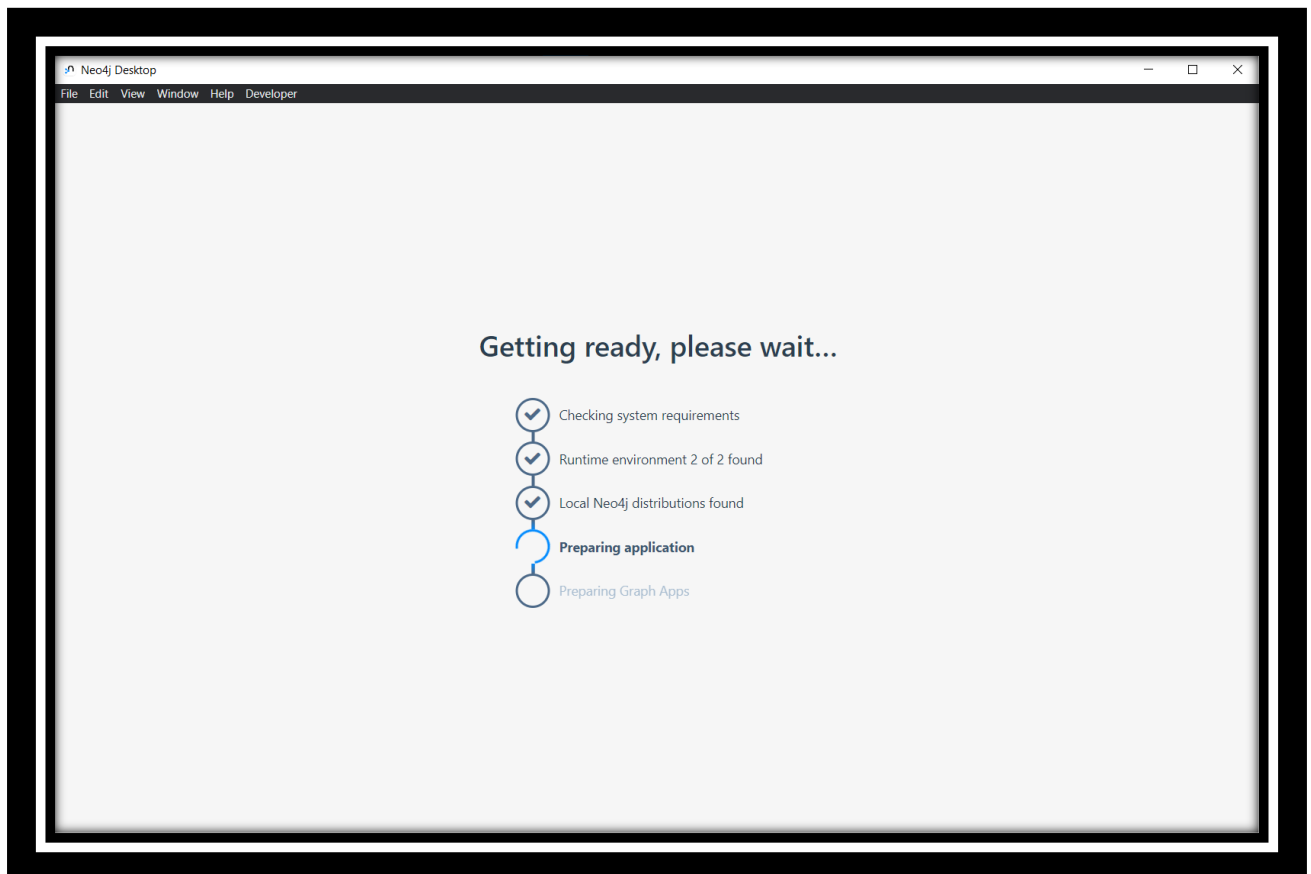 Neo4j Desktop
File Edit View Window Help Developer
Getting ready, please wait...
Checking system requirements
Runtime environment 2 of 2 found
Local Neo4j distributions found
Preparing application
Preparing Graph Apps